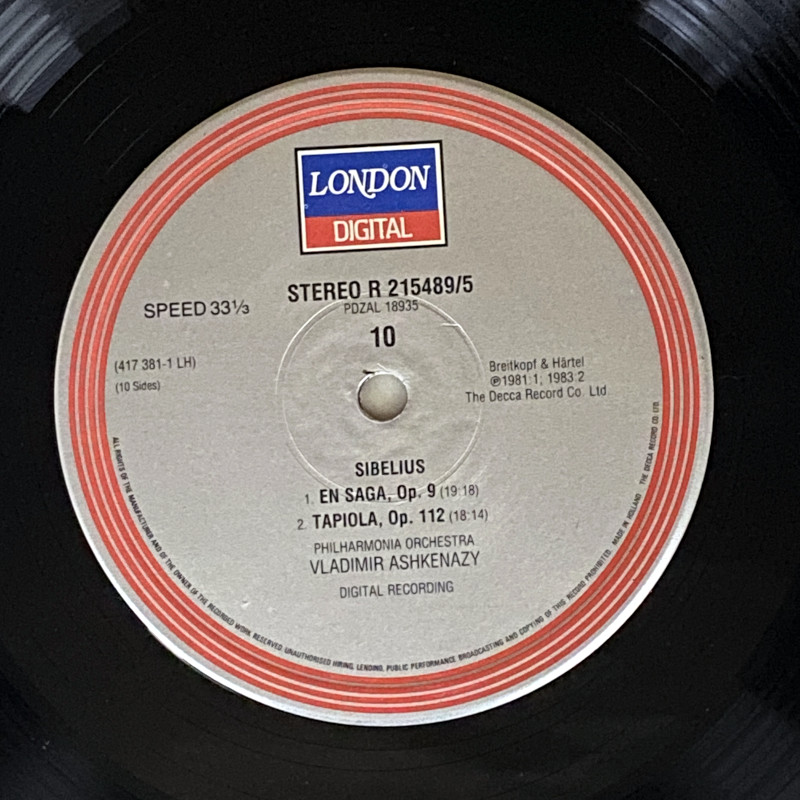 LONDON
DIGITAL
STEREO R 215489/5
PDZAL 18935
SPEED 33⅓
10
(417 381-1 LH)
(10 Sides)
Breitkopf & Härtel
℗1981:1; 1983:2
The Decca Record Co. Ltd.
SIBELIUS
1. EN SAGA, Op. 9 (19:18)
2. TAPIOLA, Op. 112 (18:14)
PHILHARMONIA ORCHESTRA
VLADIMIR ASHKENAZY
DIGITAL RECORDING
ALL RIGHTS OF THE MANUFACTURER AND OF THE OWNER OF THE RECORDED WORK RESERVED. UNAUTHORISED HIRING, LENDING, PUBLIC PERFORMANCE BROADCASTING AND COPYING OF THIS RECORD PROHIBITED. MADE IN HOLLAND THE DECCA RECORD CO. LTD.